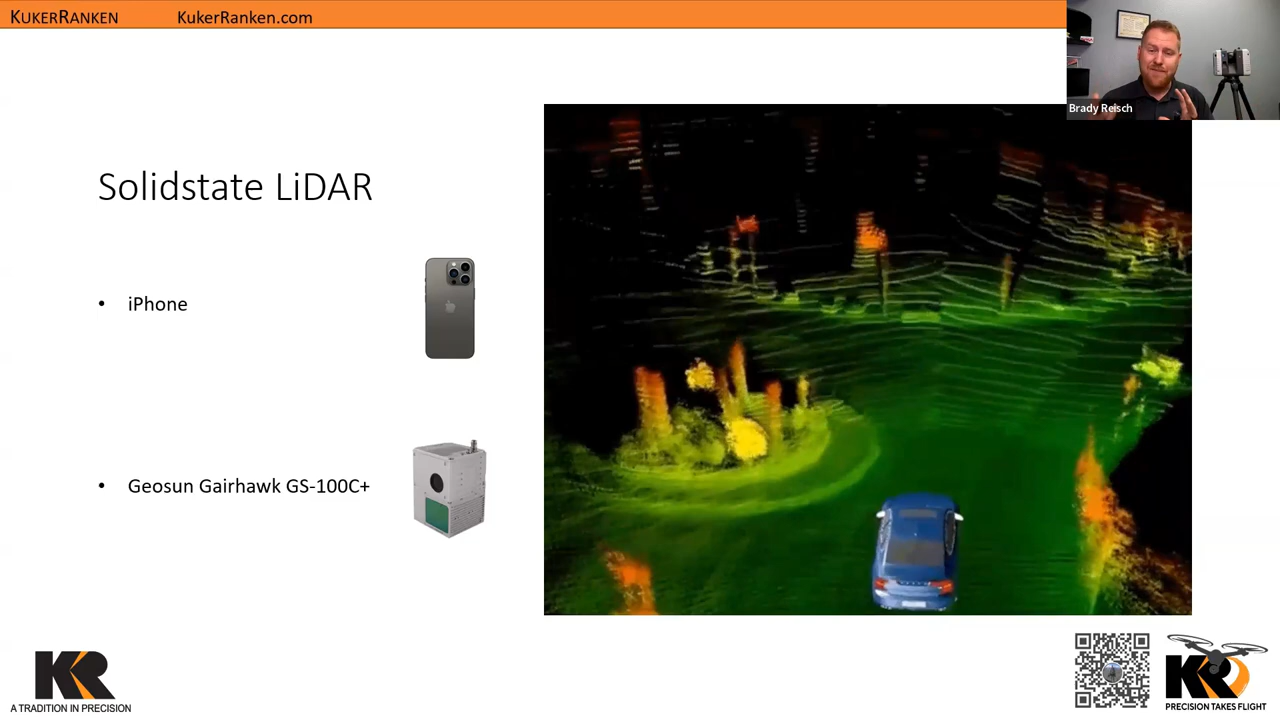 KUKERRANKEN KukerRanken.com
Brady Reisch
Solidstate LiDAR
• iPhone
• Geosun Gairhawk GS-100C+
KR
A TRADITION IN PRECISION
KR
PRECISION TAKES FLIGHT